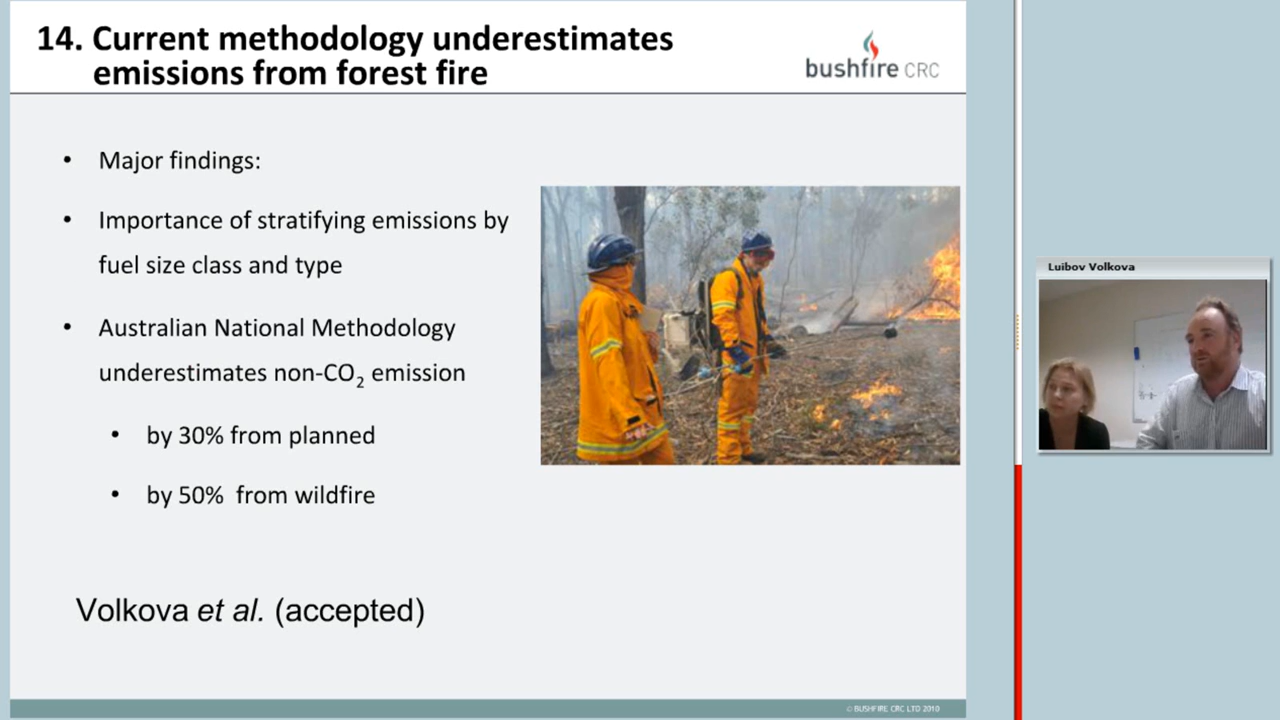 14. Current methodology underestimates
emissions from forest fire
bushfire CRC
• Major findings:
• Importance of stratifying emissions by
fuel size class and type
• Australian National Methodology
underestimates non-CO₂ emission
• by 30% from planned
• by 50% from wildfire
Volkova et al. (accepted)
© BUSHFIRE CRC LTD 2010
Luibov Volkova